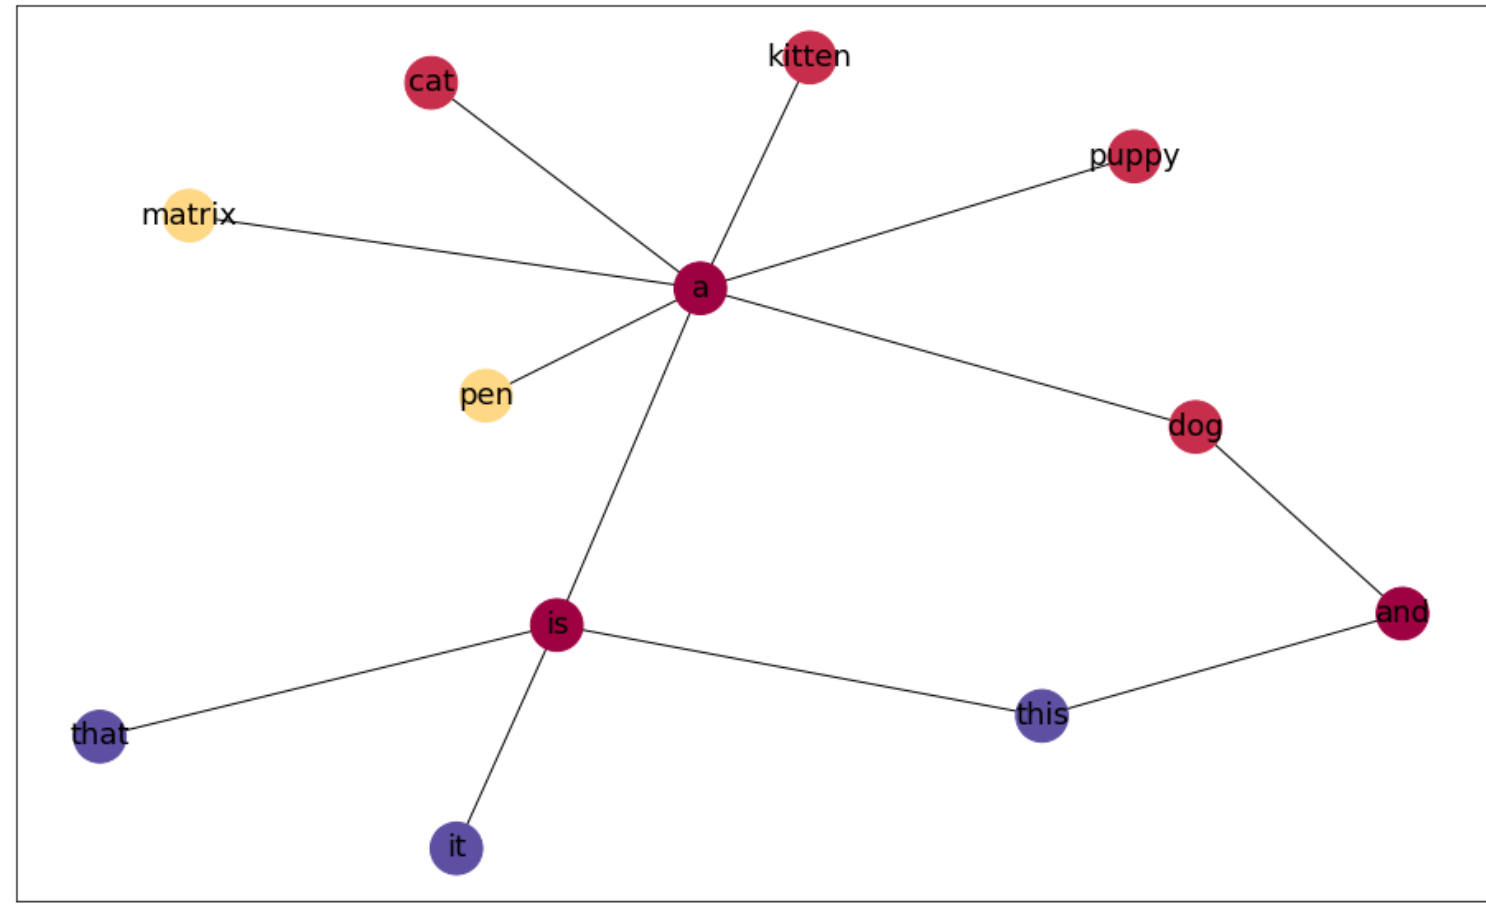 kitten
cat
puppy
matrix
a
pen
dog
and
is
this
that
it